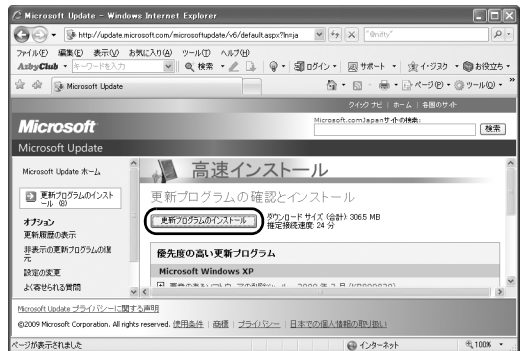 Microsoft Update - Windows Internet Explorer
http://update.microsoft.com/microsoftupdate/v6/default.aspx?ln=ja
ファイル(F) 編集(E) 表示(V) お気に入り(A) ツール(T) ヘルプ(H)
AzbyClub キーワードを入力 検索 ログイン サポート イ・ジヌク お役立ち
Microsoft Update ページ(P) ツール(O)
クイック ナビ | ホーム | 各国のサイト
Microsoft
Microsoft.com Japan サイトの検索:
検索
Microsoft Update
Microsoft Update ホーム
更新プログラムのインストール (8)
オプション
更新履歴の表示
非表示の更新プログラムの復元
設定の変更
よく寄せられる質問
高速インストール
更新プログラムの確認とインストール
更新プログラムのインストール
ダウンロード サイズ (合計): 306.5 MB
推定接続速度: 24 分
優先度の高い更新プログラム
Microsoft Windows XP
Microsoft Update プライバシーに関する声明
©2009 Microsoft Corporation. All rights reserved. 使用条件 | 商標 | プライバシー | 日本での個人情報の取り扱い
ページが表示されました インターネット 100%